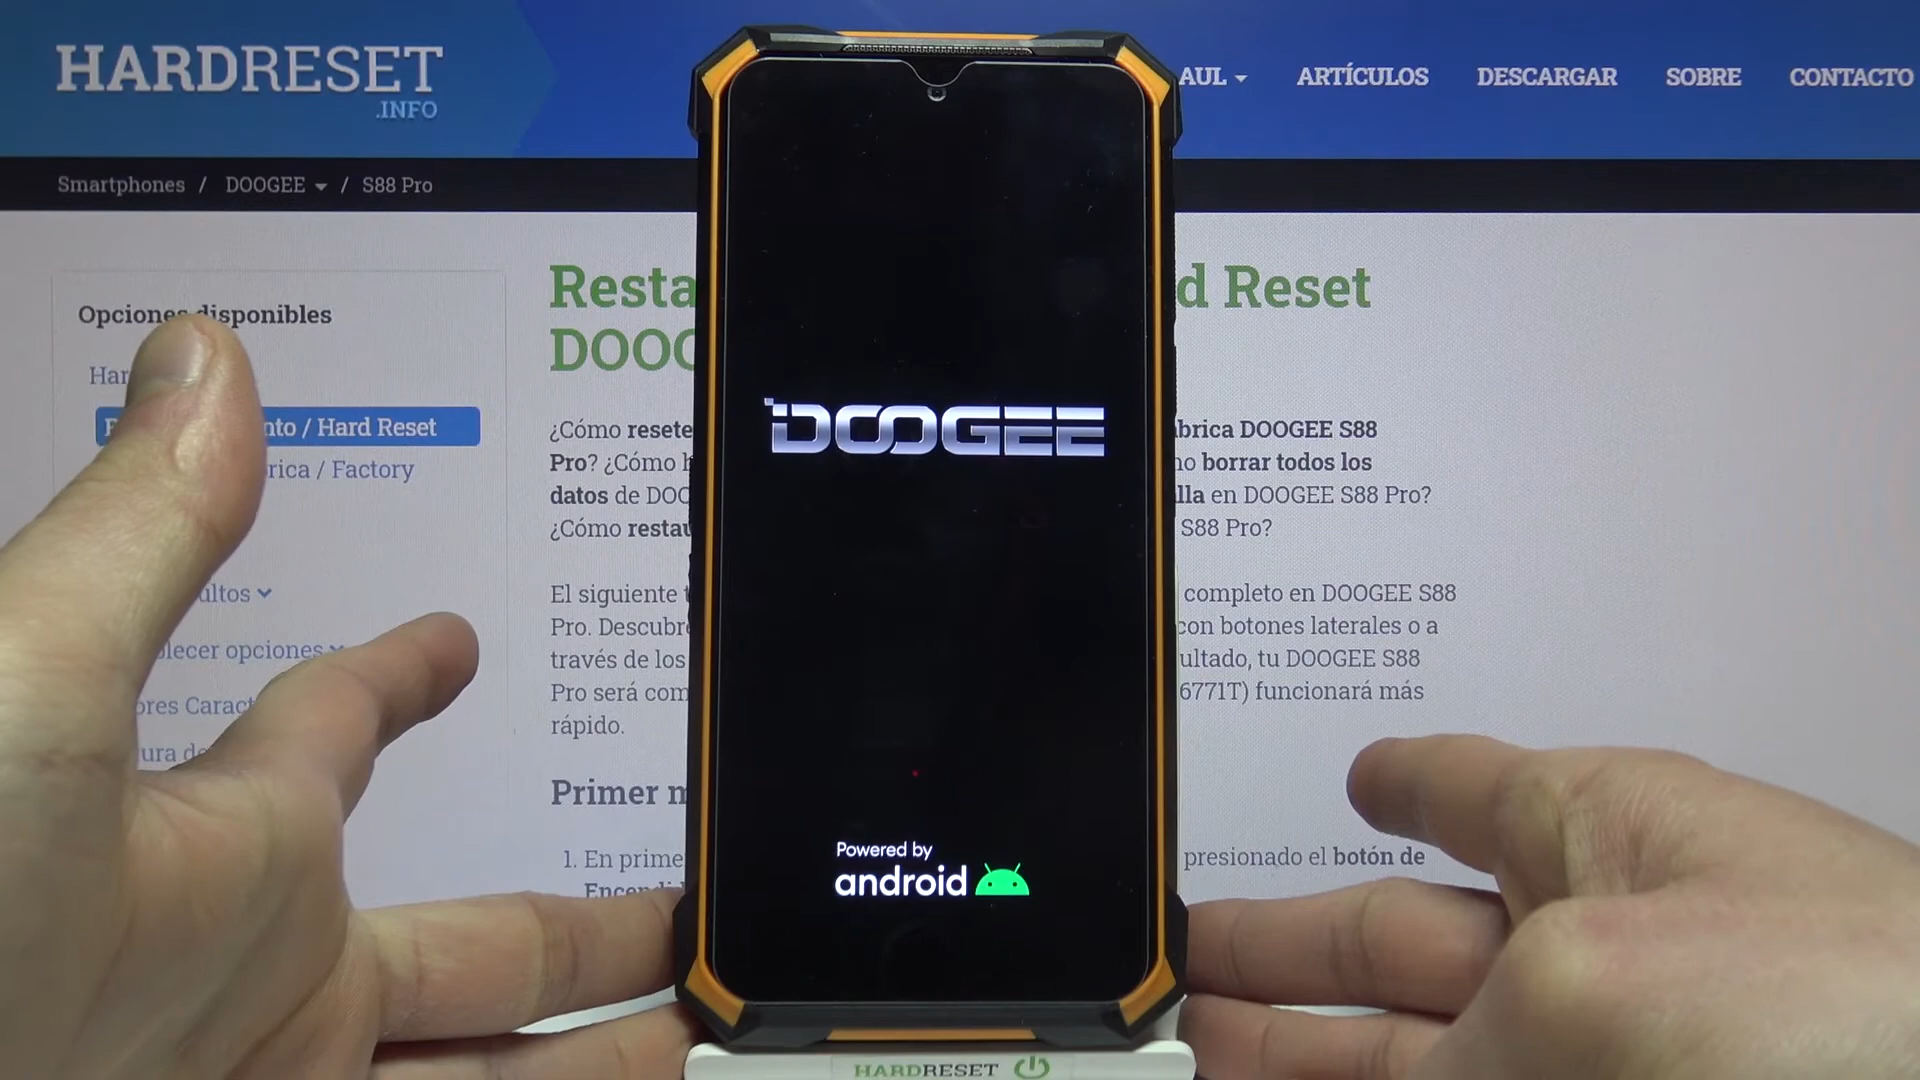 HARDRESET
.INFO
AUL
ARTÍCULOS
DESCARGAR
SOBRE
CONTACTO
Smartphones / DOOGEE / S88 Pro
Opciones disponibles
nto / Hard Reset
rica / Factory
ultos
lecer opciones
ores Caract
ura de
Resta
d Reset
DOOG
¿Cómo resete
brica DOOGEE S88
Pro? ¿Cómo
no borrar todos los
datos de DOO
lla en DOOGEE S88 Pro?
¿Cómo restau
S88 Pro?
El siguiente
completo en DOOGEE S88
Pro. Descubre
con botones laterales o a
través de los
ultado, tu DOOGEE S88
Pro será com
6771T) funcionará más
rápido.
Primer
1. En prime
presionado el botón de
DOOGEE
Powered by
android
HARDRESET